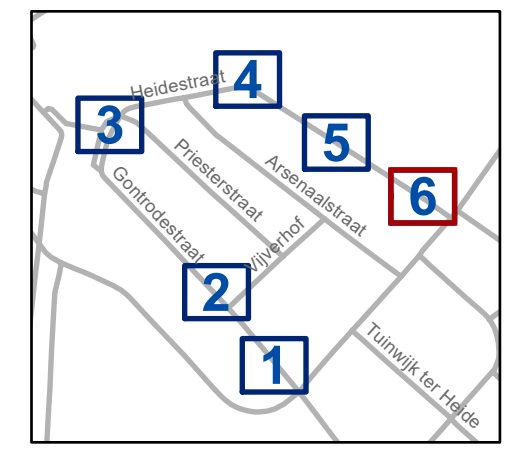 4
Heidestraat
3
5
Priesterstraat
Arsenaalstraat
6
Gontrodestraat
Vijverhof
2
1
Tuinwijk ter Heide